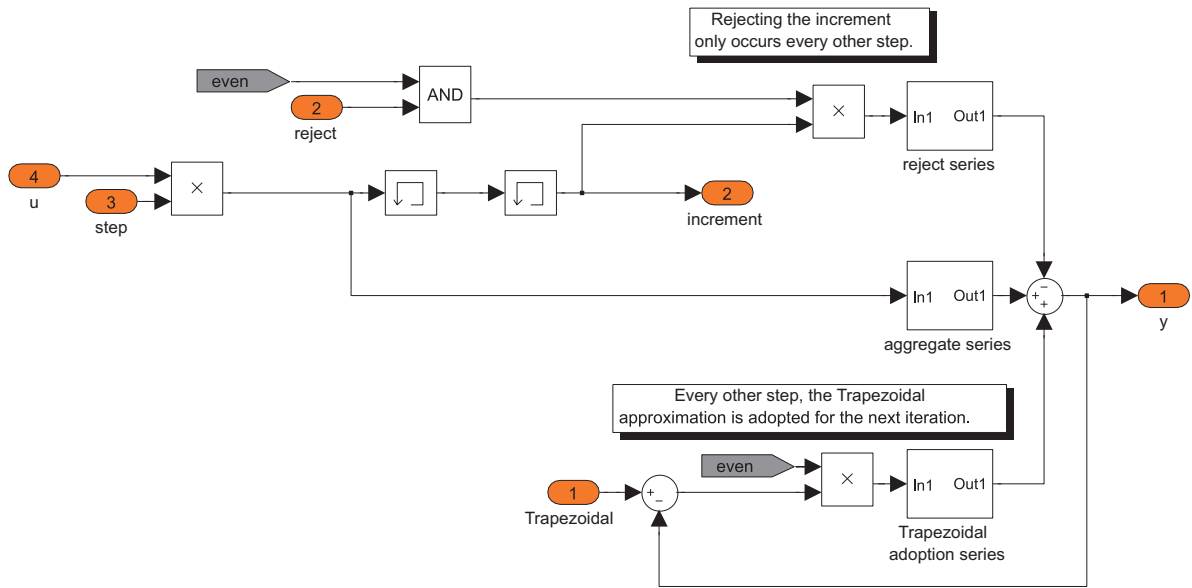 Rejecting the increment
only occurs every other step.
even
AND
2
reject
×
In1 Out1
reject series
4
u
3
step
×
2
increment
In1 Out1
aggregate series
− + +
1
y
Every other step, the Trapezoidal
approximation is adopted for the next iteration.
even
×
In1 Out1
Trapezoidal
adoption series
1
Trapezoidal
+ −